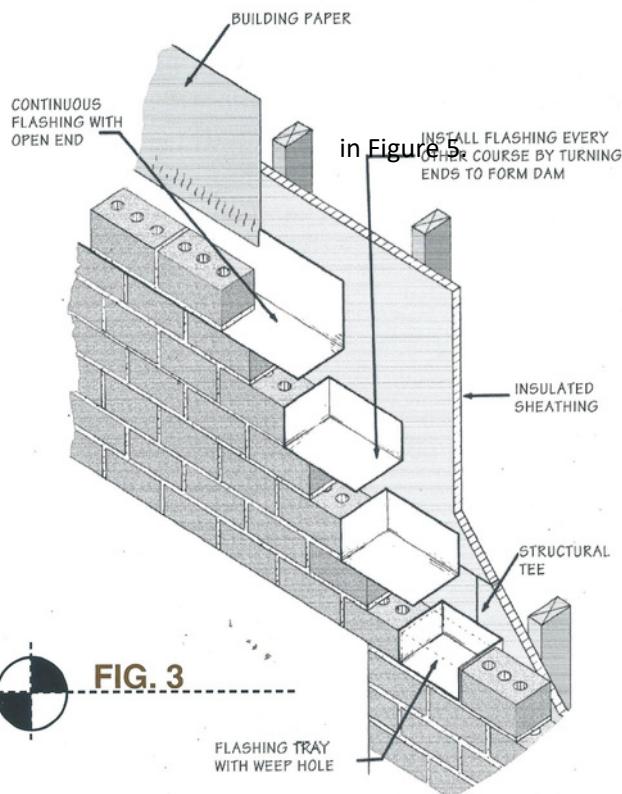 BUILDING PAPER
CONTINUOUS
FLASHING WITH
OPEN END
in Figure 5.
INSTALL FLASHING EVERY
OTHER COURSE BY TURNING
ENDS TO FORM DAM
INSULATED
SHEATHING
STRUCTURAL
TEE
FIG. 3
FLASHING TRAY
WITH WEEP HOLE